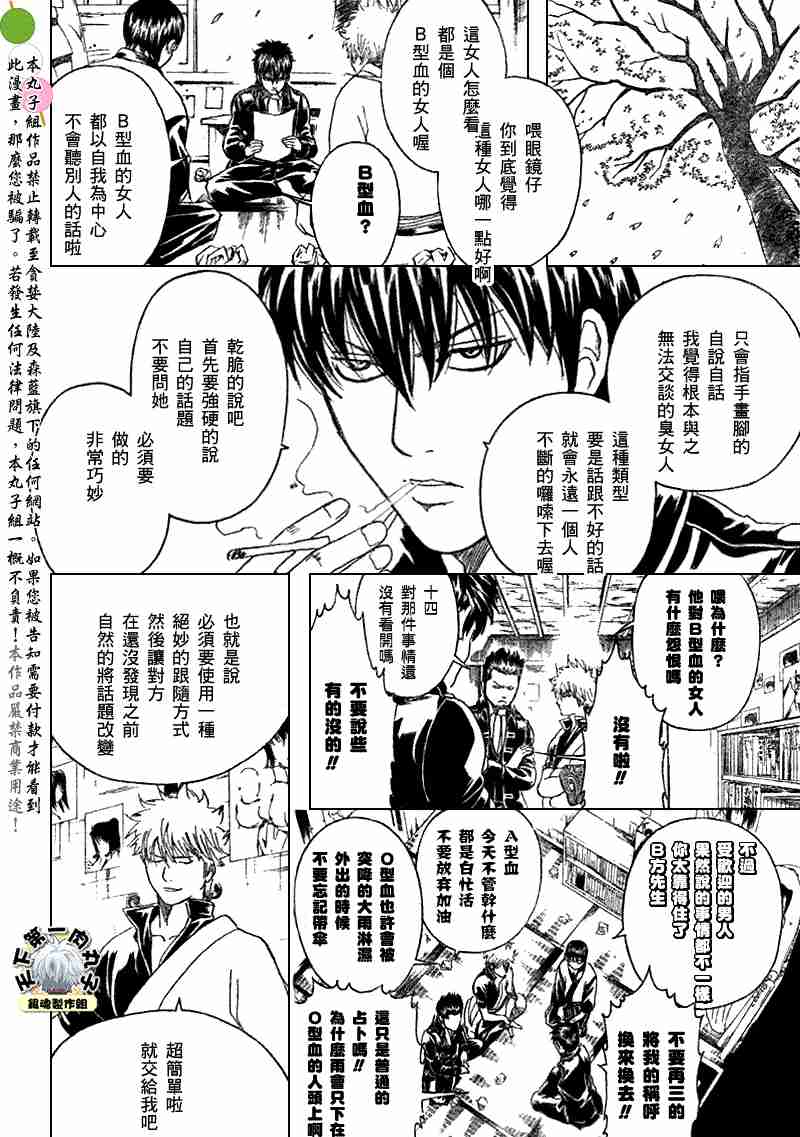 喂眼鏡仔
你到底覺得
這種女人哪一點好啊
這女人怎麼看
都是個
B型血的女人喔
B型血？
B型血的女人
都以自我為中心
不會聽別人的話啦
只會指手畫腳的
自說自話
我覺得根本與之
無法交談的臭女人
這種類型
要是話跟不好的話
就會永遠一個人
不斷的囉嗦下去喔
乾脆的說吧
首先要強硬的說
自己的話題
不要問她
必須要
做的
非常巧妙
喂為什麼？
他對B型血的女人
有什麼怨恨嗎
沒有啦!!
十四
對那件事情還
沒有看開嗎
不要說些
有的沒的!!
也就是說
必須要使用一種
絕妙的跟隨方式
然後讓對方
在還沒發現之前
自然的將話題改變
不過
受歡迎的男人
果然說的事情都不一樣
你太靠得住了
B方先生
不要再三的
將我的稱呼
換來換去!!
A型血
今天不管幹什麼
都是白忙活
不要放弃加油
O型血也許會被
突降的大雨淋濕
外出的時候
不要忘記帶傘
這只是普通的
占卜嗎!!
為什麼雨會只下在
O型血的人頭上啊
超簡單啦
就交給我吧
本丸子組作品禁止轉載至貪婪大陸及森藍旗下的任何網站。如果您被告知需要付款才能看到
此漫畫，那麼您被騙了。若發生任何法律問題，本丸子組一概不負責！本作品嚴禁商業用途！
天下第一丸
銀魂製作組